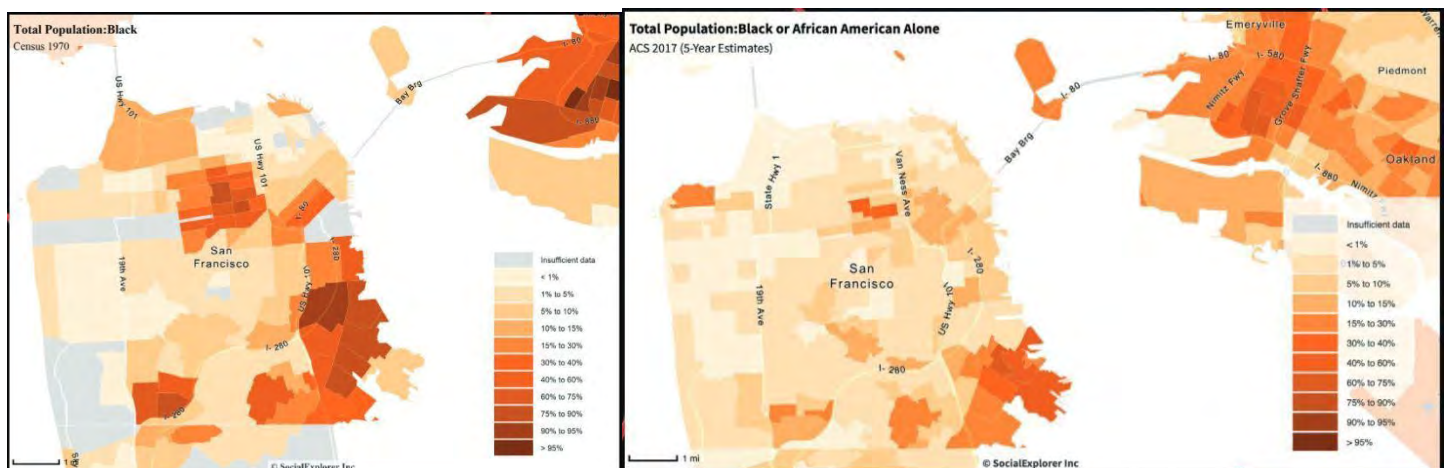 Total Population:Black
Census 1970
I- 80
US Hwy 101
Bay Brg
I- 880
US Hwy 101
I- 80
San
Francisco
I- 280
19th Ave
US Hwy 101
I- 280
I- 280
Insufficient data
< 1%
1% to 5%
5% to 10%
10% to 15%
15% to 30%
30% to 40%
40% to 60%
60% to 75%
75% to 90%
90% to 95%
> 95%
1 mi
© SocialExplorer Inc
Total Population:Black or African American Alone
ACS 2017 (5-Year Estimates)
Emeryville
I- 80
I- 580
Nimitz Fwy
Grove Shafter Fwy
Piedmont
I- 80
Bay Brg
Oakland
I- 880
Nimitz
State Hwy 1
Van Ness Ave
San
Francisco
I- 280
19th Ave
US Hwy 101
I- 280
Insufficient data
< 1%
1% to 5%
5% to 10%
10% to 15%
15% to 30%
30% to 40%
40% to 60%
60% to 75%
75% to 90%
90% to 95%
> 95%
1 mi
© SocialExplorer Inc